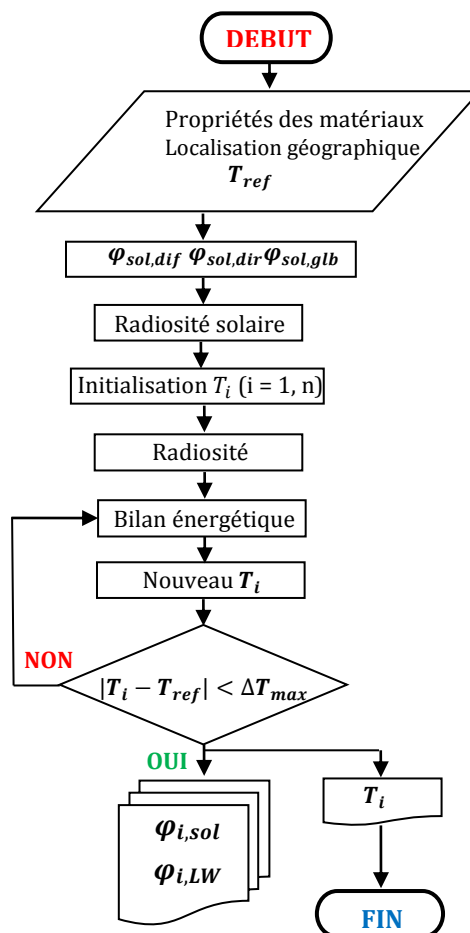 DEBUT
Propriétés des matériaux
Localisation géographique
T_ref
φ_sol,dif φ_sol,dir φ_sol,glb
Radiosité solaire
Initialisation T_i (i = 1, n)
Radiosité
Bilan énergétique
Nouveau T_i
NON
|T_i − T_ref| < ΔT_max
OUI
φ_i,sol
φ_i,LW
T_i
FIN